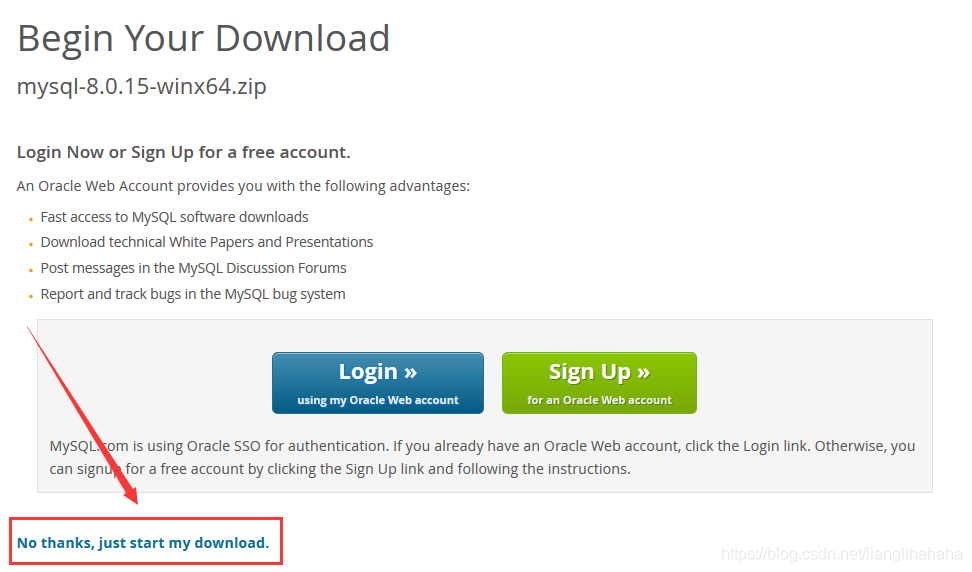 Begin Your Download
mysql-8.0.15-winx64.zip
Login Now or Sign Up for a free account.
An Oracle Web Account provides you with the following advantages:
Fast access to MySQL software downloads
Download technical White Papers and Presentations
Post messages in the MySQL Discussion Forums
Report and track bugs in the MySQL bug system
Login »
using my Oracle Web account
Sign Up »
for an Oracle Web account
MySQL.com is using Oracle SSO for authentication. If you already have an Oracle Web account, click the Login link. Otherwise, you
can signup for a free account by clicking the Sign Up link and following the instructions.
No thanks, just start my download.
https://blog.csdn.net/liangllhahaha